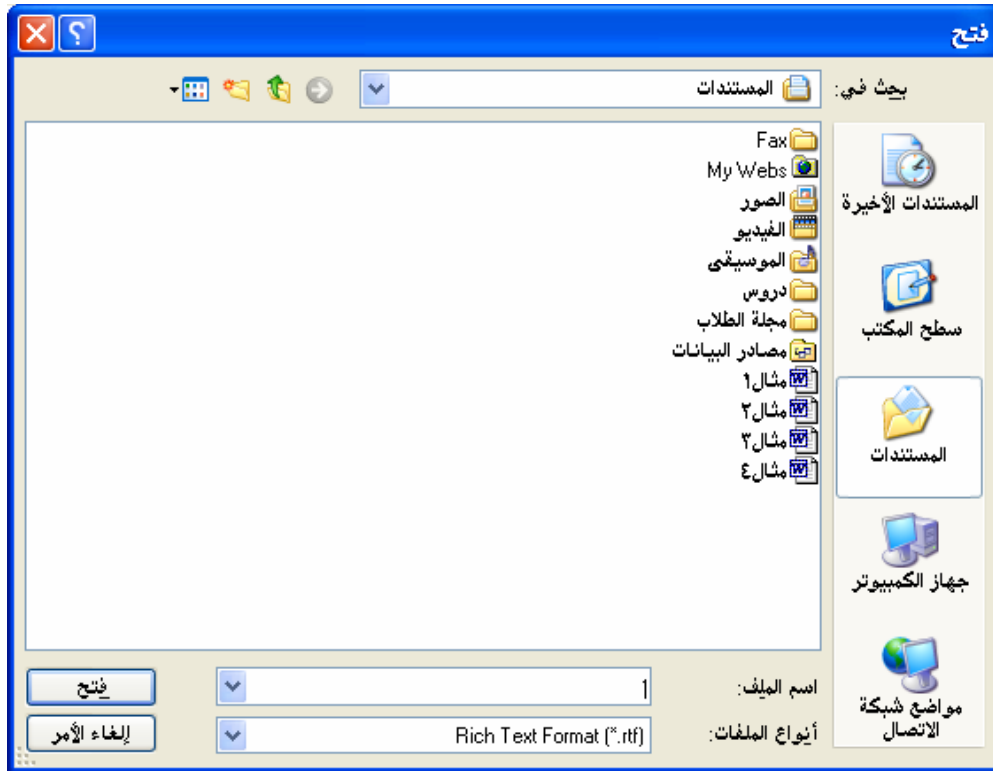 فتح
بحث في:
المستندات
المستندات الأخيرة
سطح المكتب
المستندات
جهاز الكمبيوتر
مواضع شبكة
الاتصال
Fax
My Webs
الصور
الفيديو
الموسيقى
دروس
مجلة الطلاب
مصادر البيانات
مثال١
مثال٢
مثال٣
مثال٤
اسم الملف:
1
فتح
أنواع الملفات:
Rich Text Format (*.rtf)
إلغاء الأمر